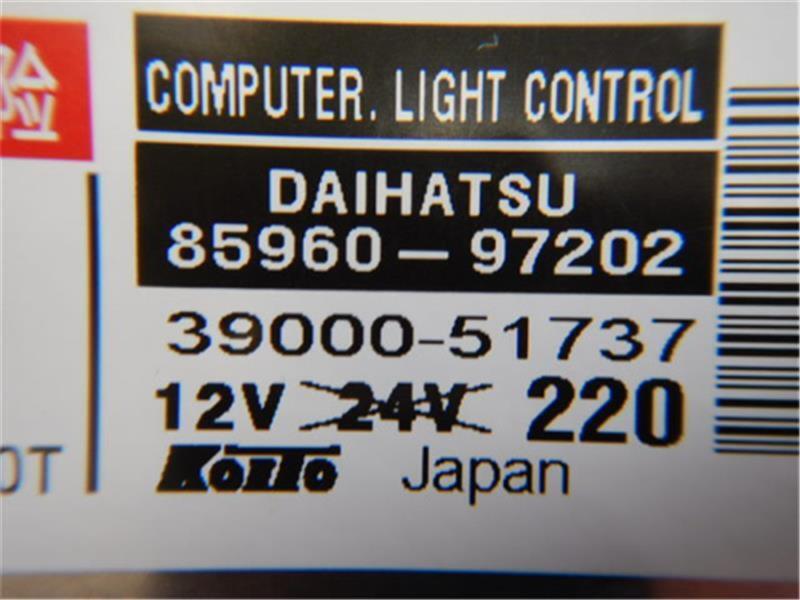 COMPUTER. LIGHT CONTROL
DAIHATSU
85960-97202
39000-51737
12V 24V 220
KOITO Japan